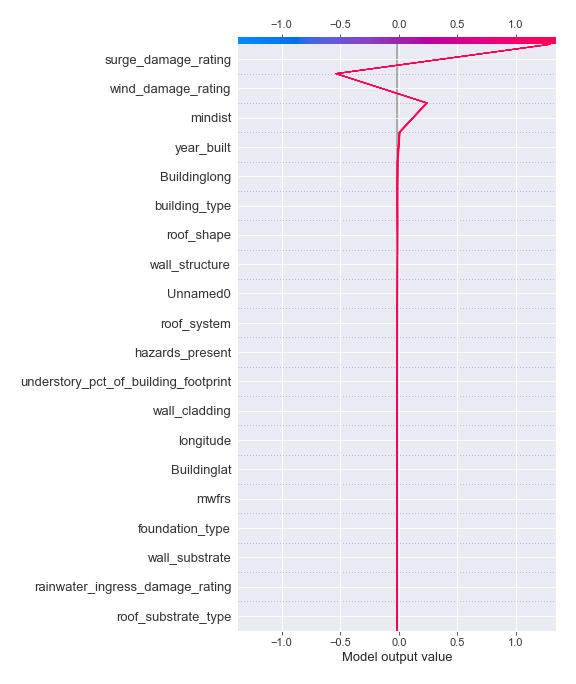 −1.0 −0.5 0.0 0.5 1.0
surge_damage_rating
wind_damage_rating
mindist
year_built
Buildinglong
building_type
roof_shape
wall_structure
Unnamed0
roof_system
hazards_present
understory_pct_of_building_footprint
wall_cladding
longitude
Buildinglat
mwfrs
foundation_type
wall_substrate
rainwater_ingress_damage_rating
roof_substrate_type
−1.0 −0.5 0.0 0.5 1.0
Model output value